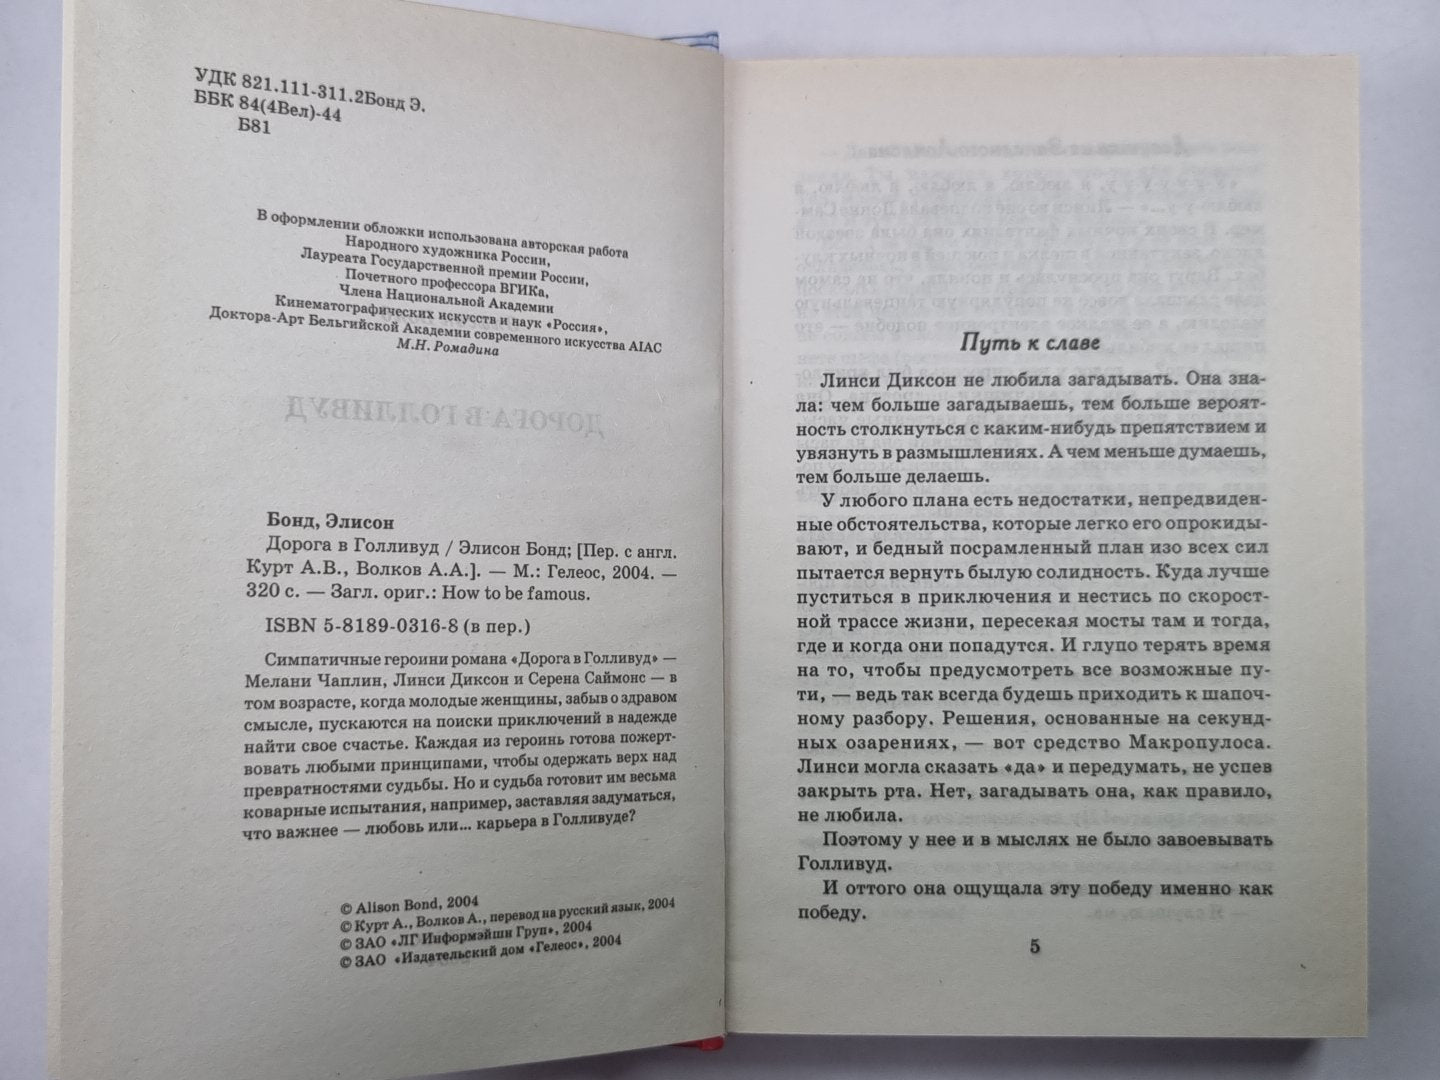 УДК 821.111-311.2Бонд Э.
ББК 84(4Вел)-44
Б81
В оформлении обложки использована авторская работа
Народного художника России,
Лауреата Государственной премии России,
Почетного профессора ВГИКа,
Члена Национальной Академии
Кинематографических искусств и наук «Россия»,
Доктора-Арт Бельгийской Академии современного искусства AIAC
М.Н. Ромадина
ДОРОГА В ГОЛЛИВУД
Бонд, Элисон
Дорога в Голливуд / Элисон Бонд; [Пер. с англ.
Курт А.В., Волков А.А.]. — М.: Гелеос, 2004. —
320 с. — Загл. ориг.: How to be famous.
ISBN 5-8189-0316-8 (в пер.)
Симпатичные героини романа «Дорога в Голливуд» —
Мелани Чаплин, Линси Диксон и Серена Саймонс — в
том возрасте, когда молодые женщины, забыв о здравом
смысле, пускаются на поиски приключений в надежде
найти свое счастье. Каждая из героинь готова пожерт-
вовать любыми принципами, чтобы одержать верх над
превратностями судьбы. Но и судьба готовит им весьма
коварные испытания, например, заставляя задуматься,
что важнее — любовь или... карьера в Голливуде?
© Alison Bond, 2004
© Курт А., Волков А., перевод на русский язык, 2004
© ЗАО «ЛГ Информэйшн Груп», 2004
© ЗАО «Издательский дом «Гелеос», 2004
Путь к славе
Линси Диксон не любила загадывать. Она зна-
ла: чем больше загадываешь, тем больше вероят-
ность столкнуться с каким-нибудь препятствием и
увязнуть в размышлениях. А чем меньше думаешь,
тем больше делаешь.
У любого плана есть недостатки, непредвиден-
ные обстоятельства, которые легко его опрокиды-
вают, и бедный посрамленный план изо всех сил
пытается вернуть былую солидность. Куда лучше
пуститься в приключения и нестись по скорост-
ной трассе жизни, пересекая мосты там и тогда,
где и когда они попадутся. И глупо терять время
на то, чтобы предусмотреть все возможные пу-
ти, — ведь так всегда будешь приходить к шапоч-
ному разбору. Решения, основанные на секунд-
ных озарениях, — вот средство Макропулоса.
Линси могла сказать «да» и передумать, не успев
закрыть рта. Нет, загадывать она, как правило,
не любила.
Поэтому у нее и в мыслях не было завоевывать
Голливуд.
И оттого она ощущала эту победу именно как
победу.
5